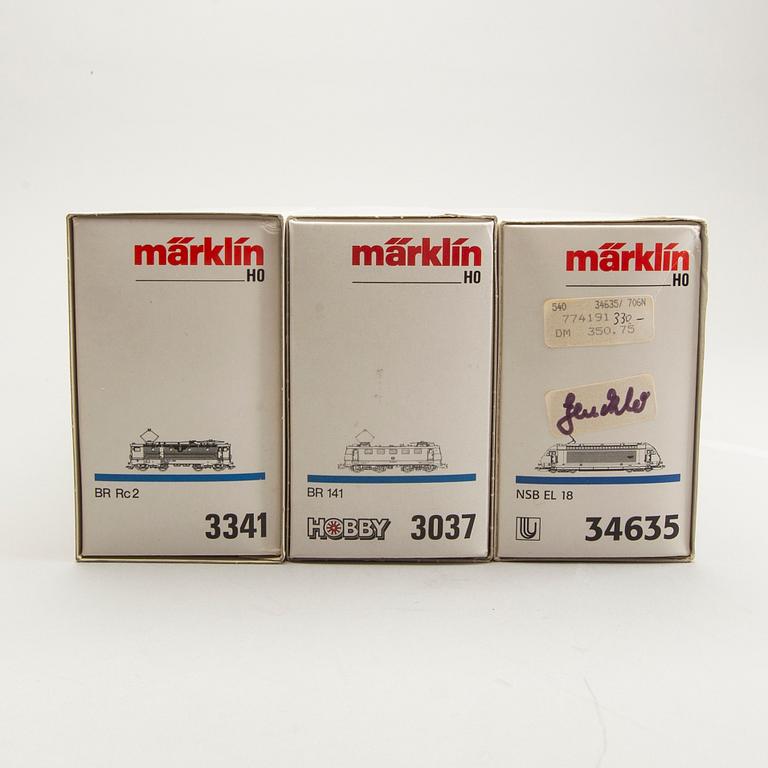 märklin
HO
BR Rc2
3341
märklin
HO
BR 141
HOBBY 3037
märklin
HO
540 34635/ 706N
774191 330-
DM 350.75
NSB EL 18
34635